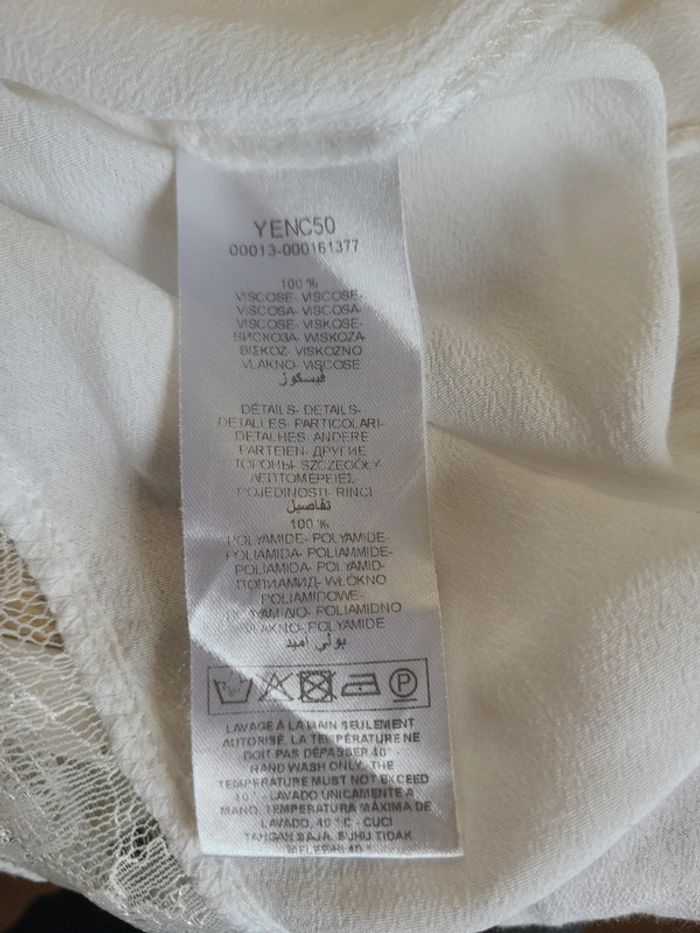 YENC50
00013-000161377
100 %
VISCOSE- VISCOSE-
VISCOSA- VISCOSA-
VISCOSE- VISKOSE-
ВИСКОЗА- WISKOZA-
ΒΙΣΚΟΖ- VISKOZNO
VLAKNO- VISCOSE
فيسكوز
DÉTAILS- DETAILS-
DETALLES- PARTICOLARI-
DETALHES- ANDERE
PARTEIEN- ДРУГИЕ
ТОРОНЫ- SZCZEGÓŁY-
ΛΕΠΤΟΜΕΡΕΙΕΣ-
POJEDINOSTI- RINCI
تفاصيل
100 %
POLYAMIDE- POLYAMIDE-
POLIAMIDA- POLIAMMIDE-
POLIAMIDA- POLYAMID-
ПОЛИАМИД- WŁÓKNO
POLIAMIDOWE-
POLIAMIDNO
VLAKNO- POLYAMIDE
بولي اميد
LAVAGE À LA MAIN SEULEMENT
AUTORISÉ. LA TEMPÉRATURE NE
DOIT PAS DÉPASSER 40°
HAND WASH ONLY. THE
TEMPERATURE MUST NOT EXCEED
40°- LAVADO ÚNICAMENTE A
MANO. TEMPERATURA MÁXIMA DE
LAVADO, 40 °C - CUCI
TANGAN SAJA. SUHU TIDAK
MELEBIHI 40°